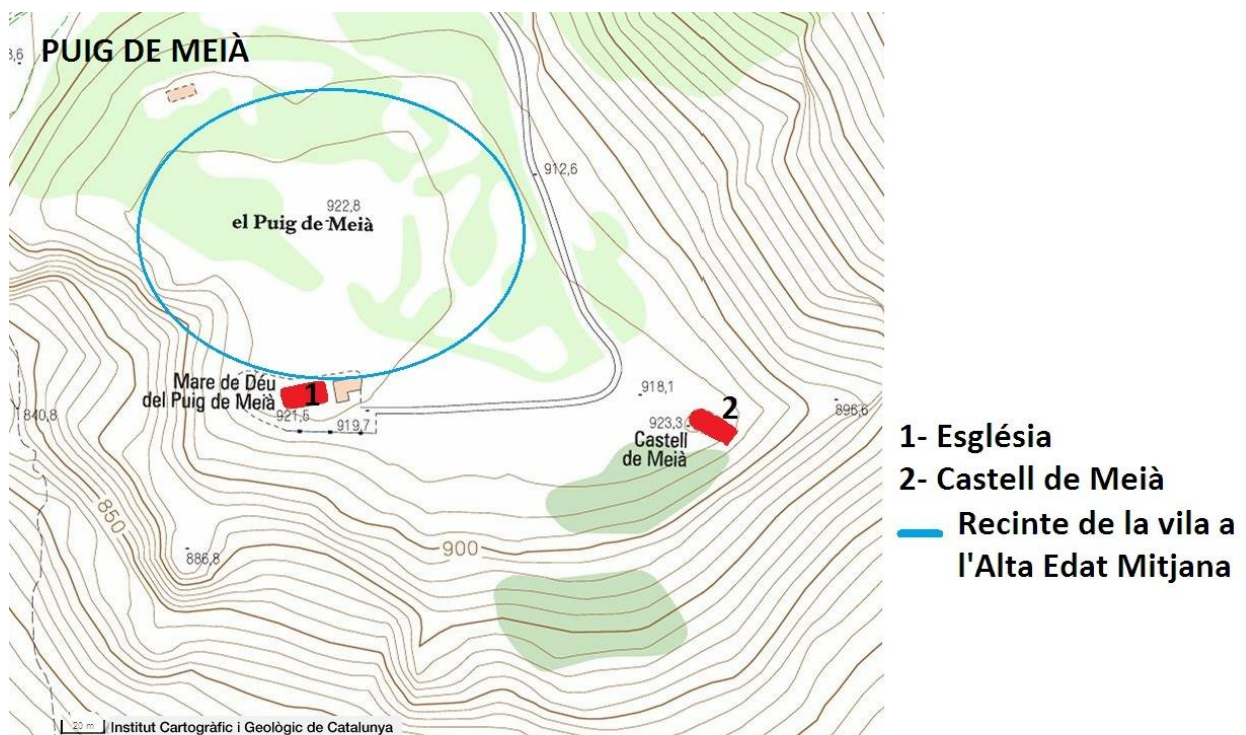 PUIG DE MEIÀ
912,6
922,8
el Puig de Meià
Mare de Déu
del Puig de Meià
1
921,5
919,7
840,8
918,1
2
923,3
Castell
de Meià
896,6
850
900
886,8
20 m
Institut Cartogràfic i Geològic de Catalunya
1- Església
2- Castell de Meià
Recinte de la vila a
l'Alta Edat Mitjana